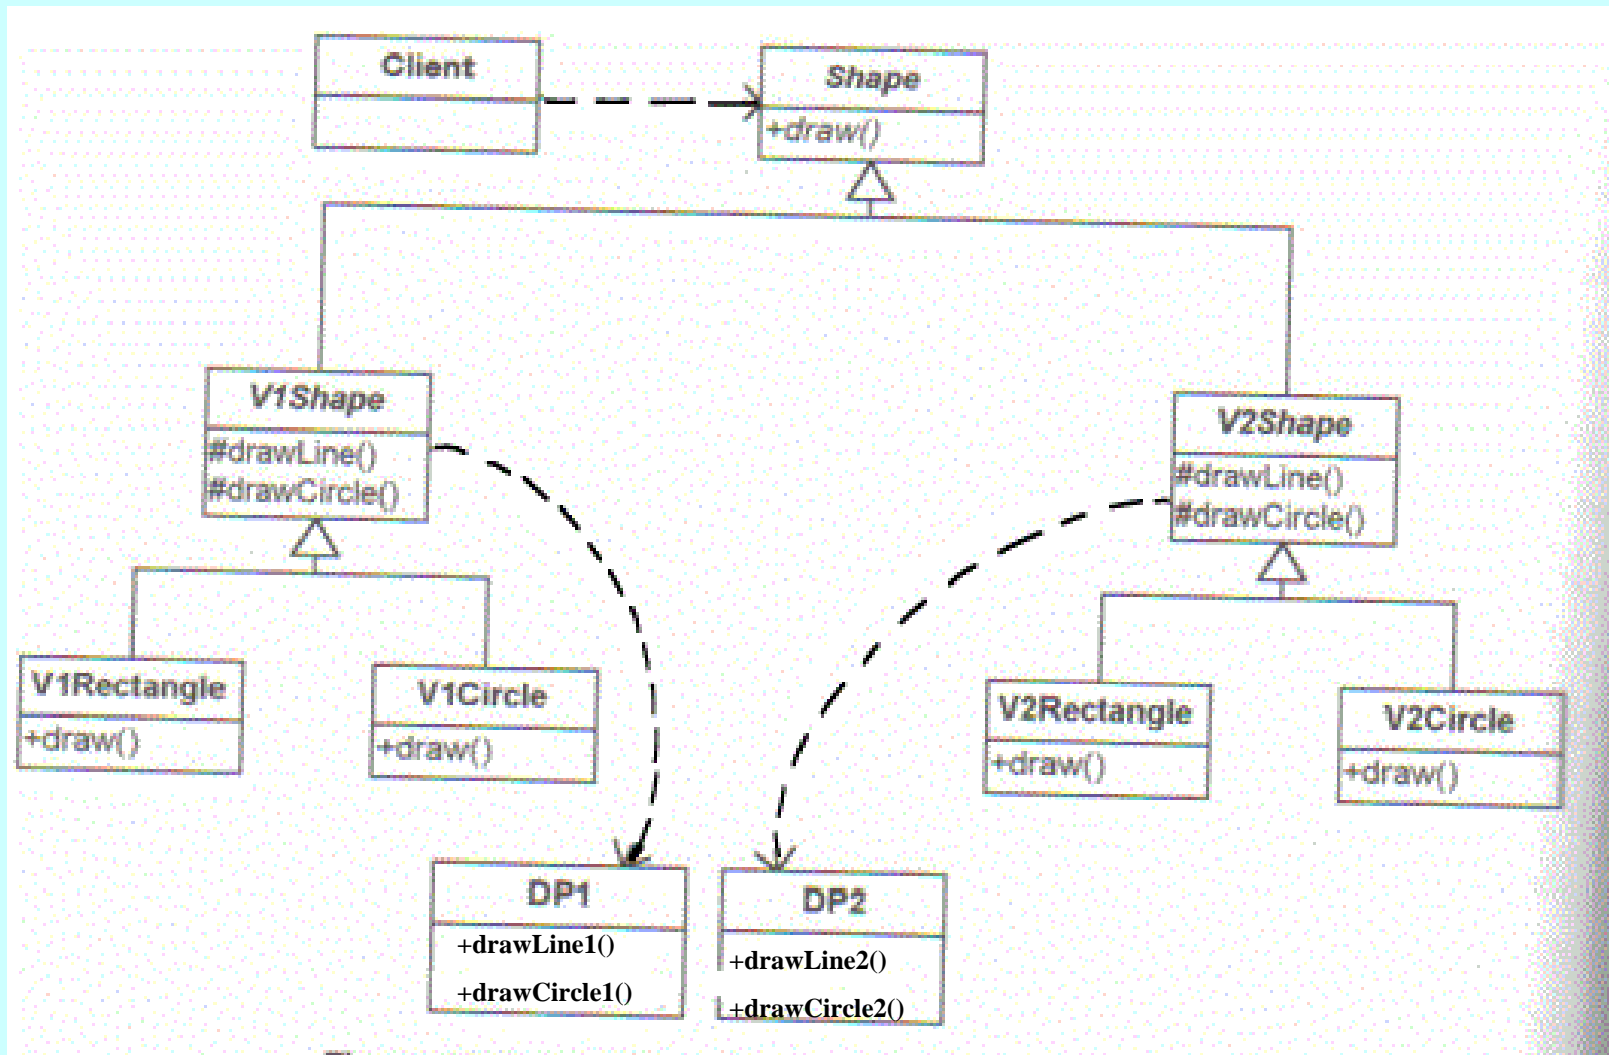 Client
Shape
+draw()
V1Shape
#drawLine()
#drawCircle()
V2Shape
#drawLine()
#drawCircle()
V1Rectangle
+draw()
V1Circle
+draw()
V2Rectangle
+draw()
V2Circle
+draw()
DP1
+drawLine1()
+drawCircle1()
DP2
+drawLine2()
+drawCircle2()